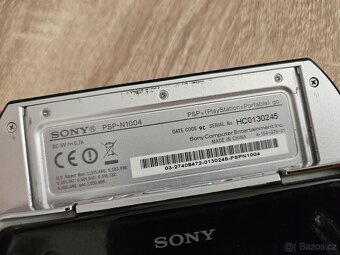 SONY® PSP-N1004
PSP® (PlayStation®Portable) go
DC 5V ⎓ 0.7A
DATE CODE 9C SERIAL No. HC0130245
Sony Computer Entertainment Inc.
MADE IN CHINA
03-27408472-0130245-PSPN1004
SONY
bazos.cz